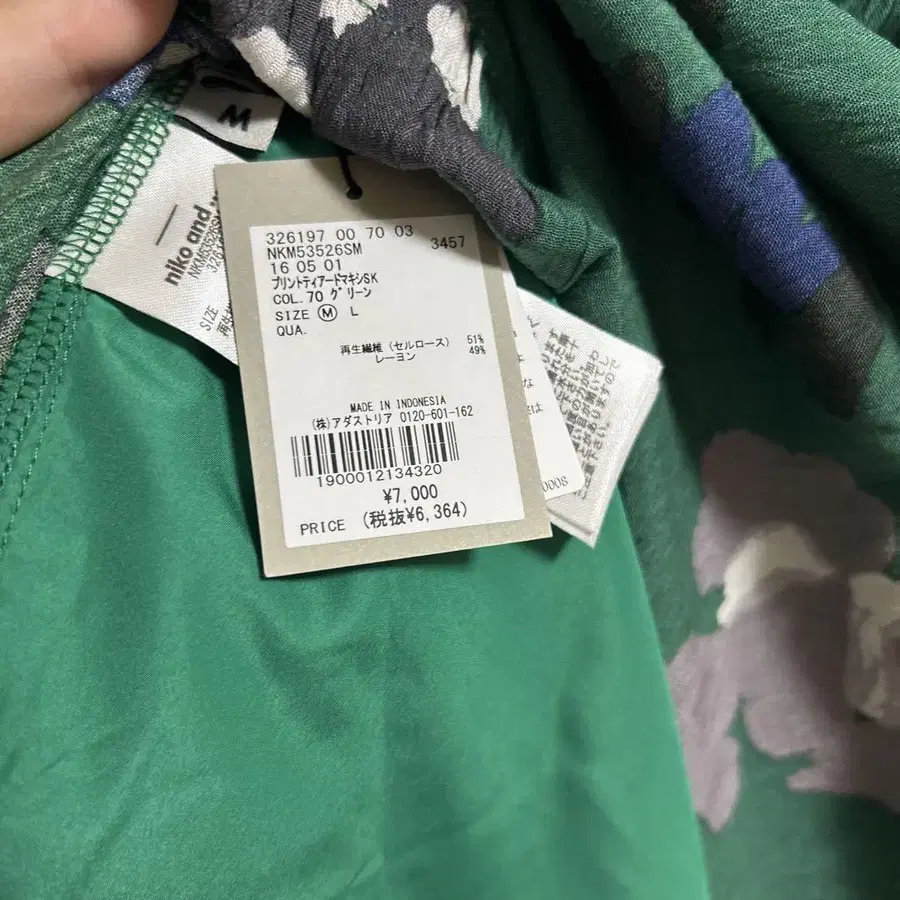 M
niko and
NKM53526SM
SIZE
326197 00 70 03
NKM53526SM 3457
16 05 01
プリントティアードマキシSK
COL.70 グリーン
SIZE Ⓜ L
QUA.
再生繊維（セルロース） 51%
レーヨン 49%
MADE IN INDONESIA
(株)アダストリア 0120-601-162
1900012134320
¥7,000
PRICE (税抜¥6,364)